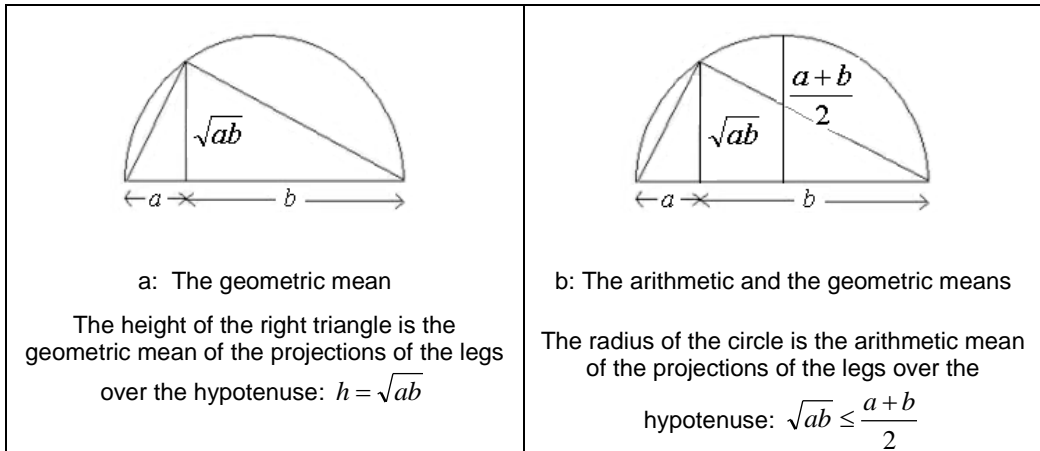 √ab
a b
a: The geometric mean
The height of the right triangle is the
geometric mean of the projections of the legs
over the hypotenuse: h = √ab
a + b
2
√ab
a b
b: The arithmetic and the geometric means
The radius of the circle is the arithmetic mean
of the projections of the legs over the
hypotenuse: √ab ≤ a + b
2